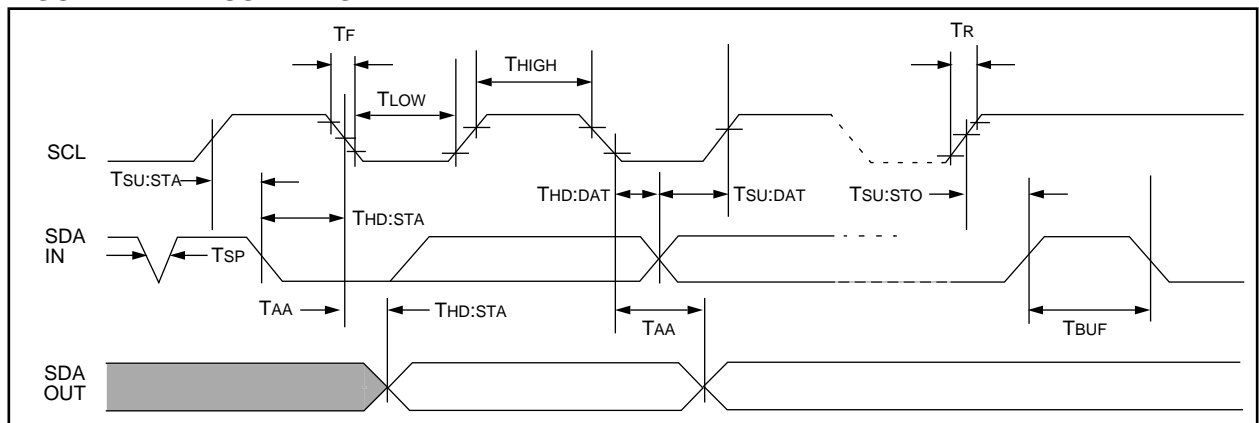 TF
TR
THIGH
TLOW
SCL
TSU:STA
THD:DAT
TSU:DAT
TSU:STO
THD:STA
SDA
IN
TSP
TAA
THD:STA
TAA
TBUF
SDA
OUT